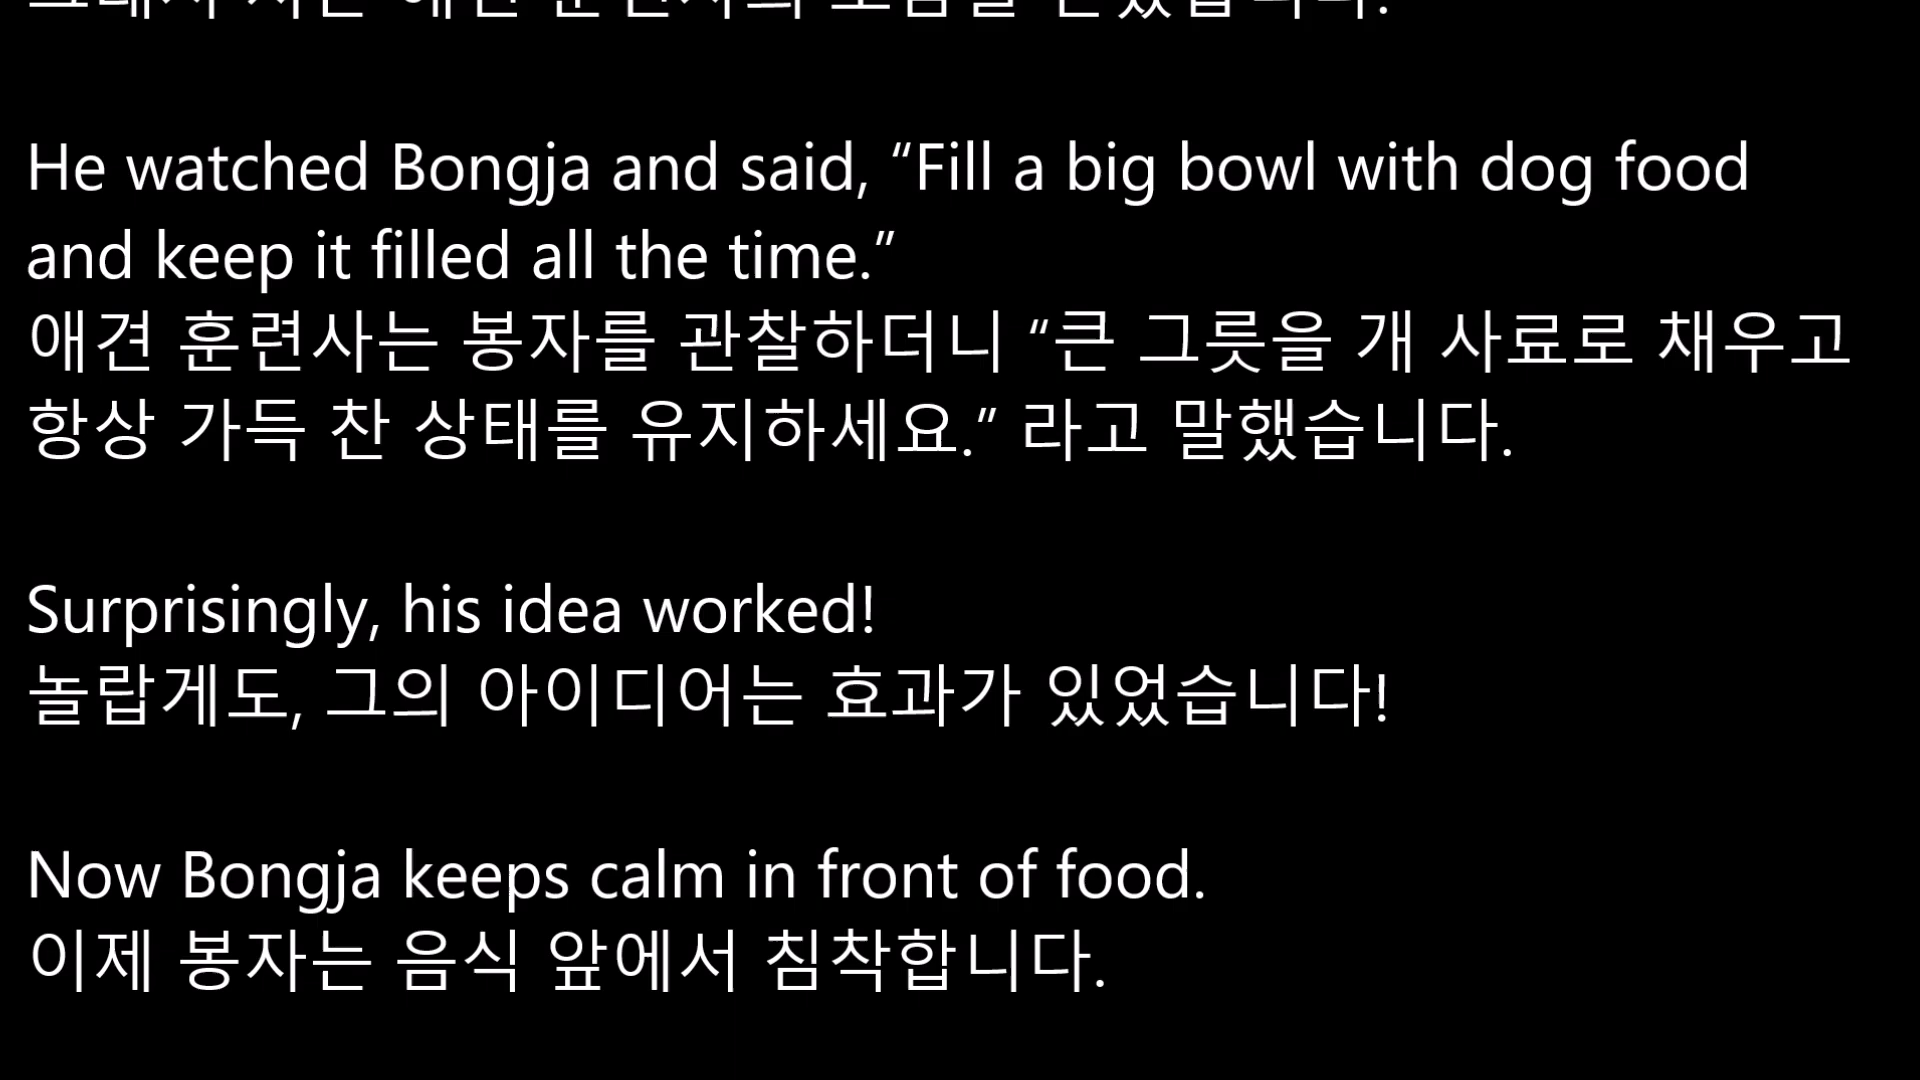 He watched Bongja and said, “Fill a big bowl with dog food
and keep it filled all the time.”
애견 훈련사는 봉자를 관찰하더니 “큰 그릇을 개 사료로 채우고
항상 가득 찬 상태를 유지하세요.” 라고 말했습니다.
Surprisingly, his idea worked!
놀랍게도, 그의 아이디어는 효과가 있었습니다!
Now Bongja keeps calm in front of food.
이제 봉자는 음식 앞에서 침착합니다.